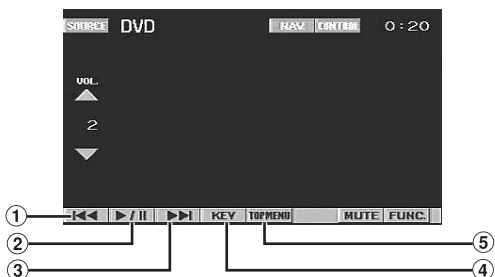 SOURCE DVD NAV. CONTROL 0:20
VOL.
2
KEY TOPMENU MUTE FUNC.
1
5
2
3
4